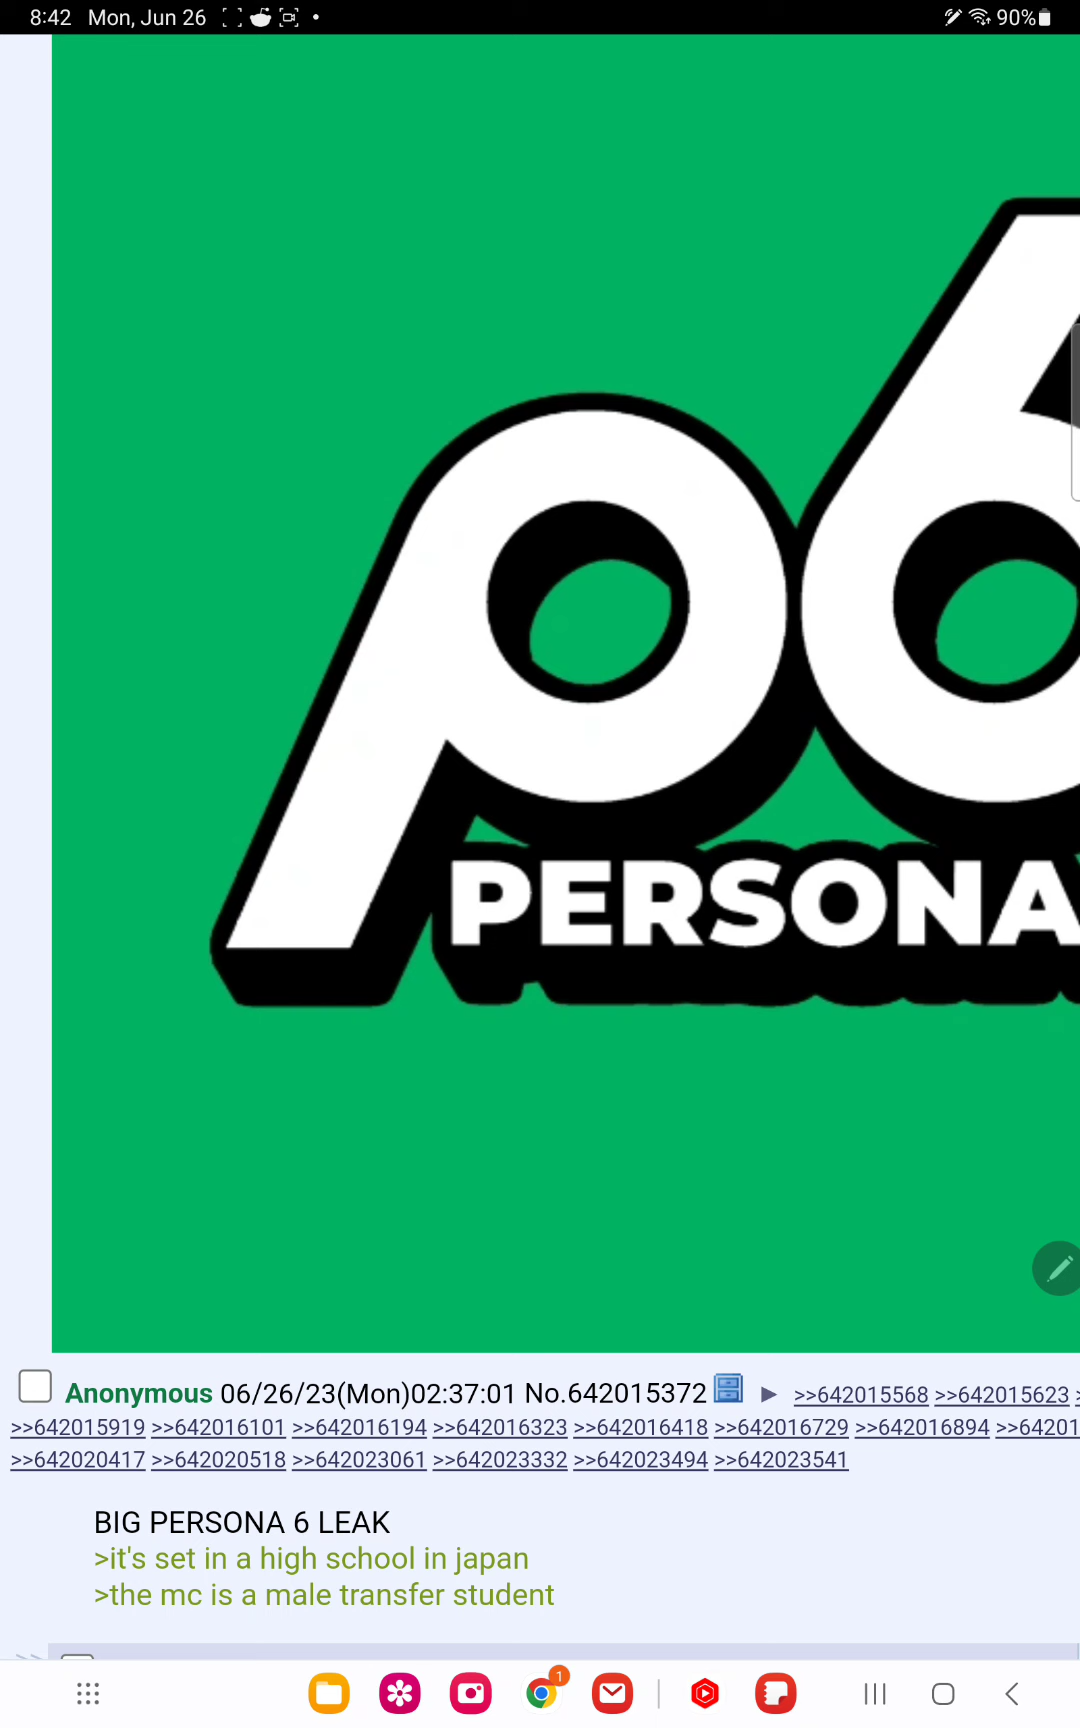 8:42 Mon, Jun 26
90%
p6
PERSONA
Anonymous 06/26/23(Mon)02:37:01 No.642015372 ▶ >>642015568 >>642015623
>>642015919 >>642016101 >>642016194 >>642016323 >>642016418 >>642016729 >>642016894 >>64201
>>642020417 >>642020518 >>642023061 >>642023332 >>642023494 >>642023541
BIG PERSONA 6 LEAK
>it's set in a high school in japan
>the mc is a male transfer student
>>
1